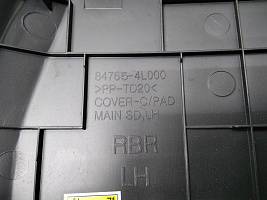 84765-4L000
>PP-TD20<
COVER-C/PAD
MAIN SD,LH
RBR
LH